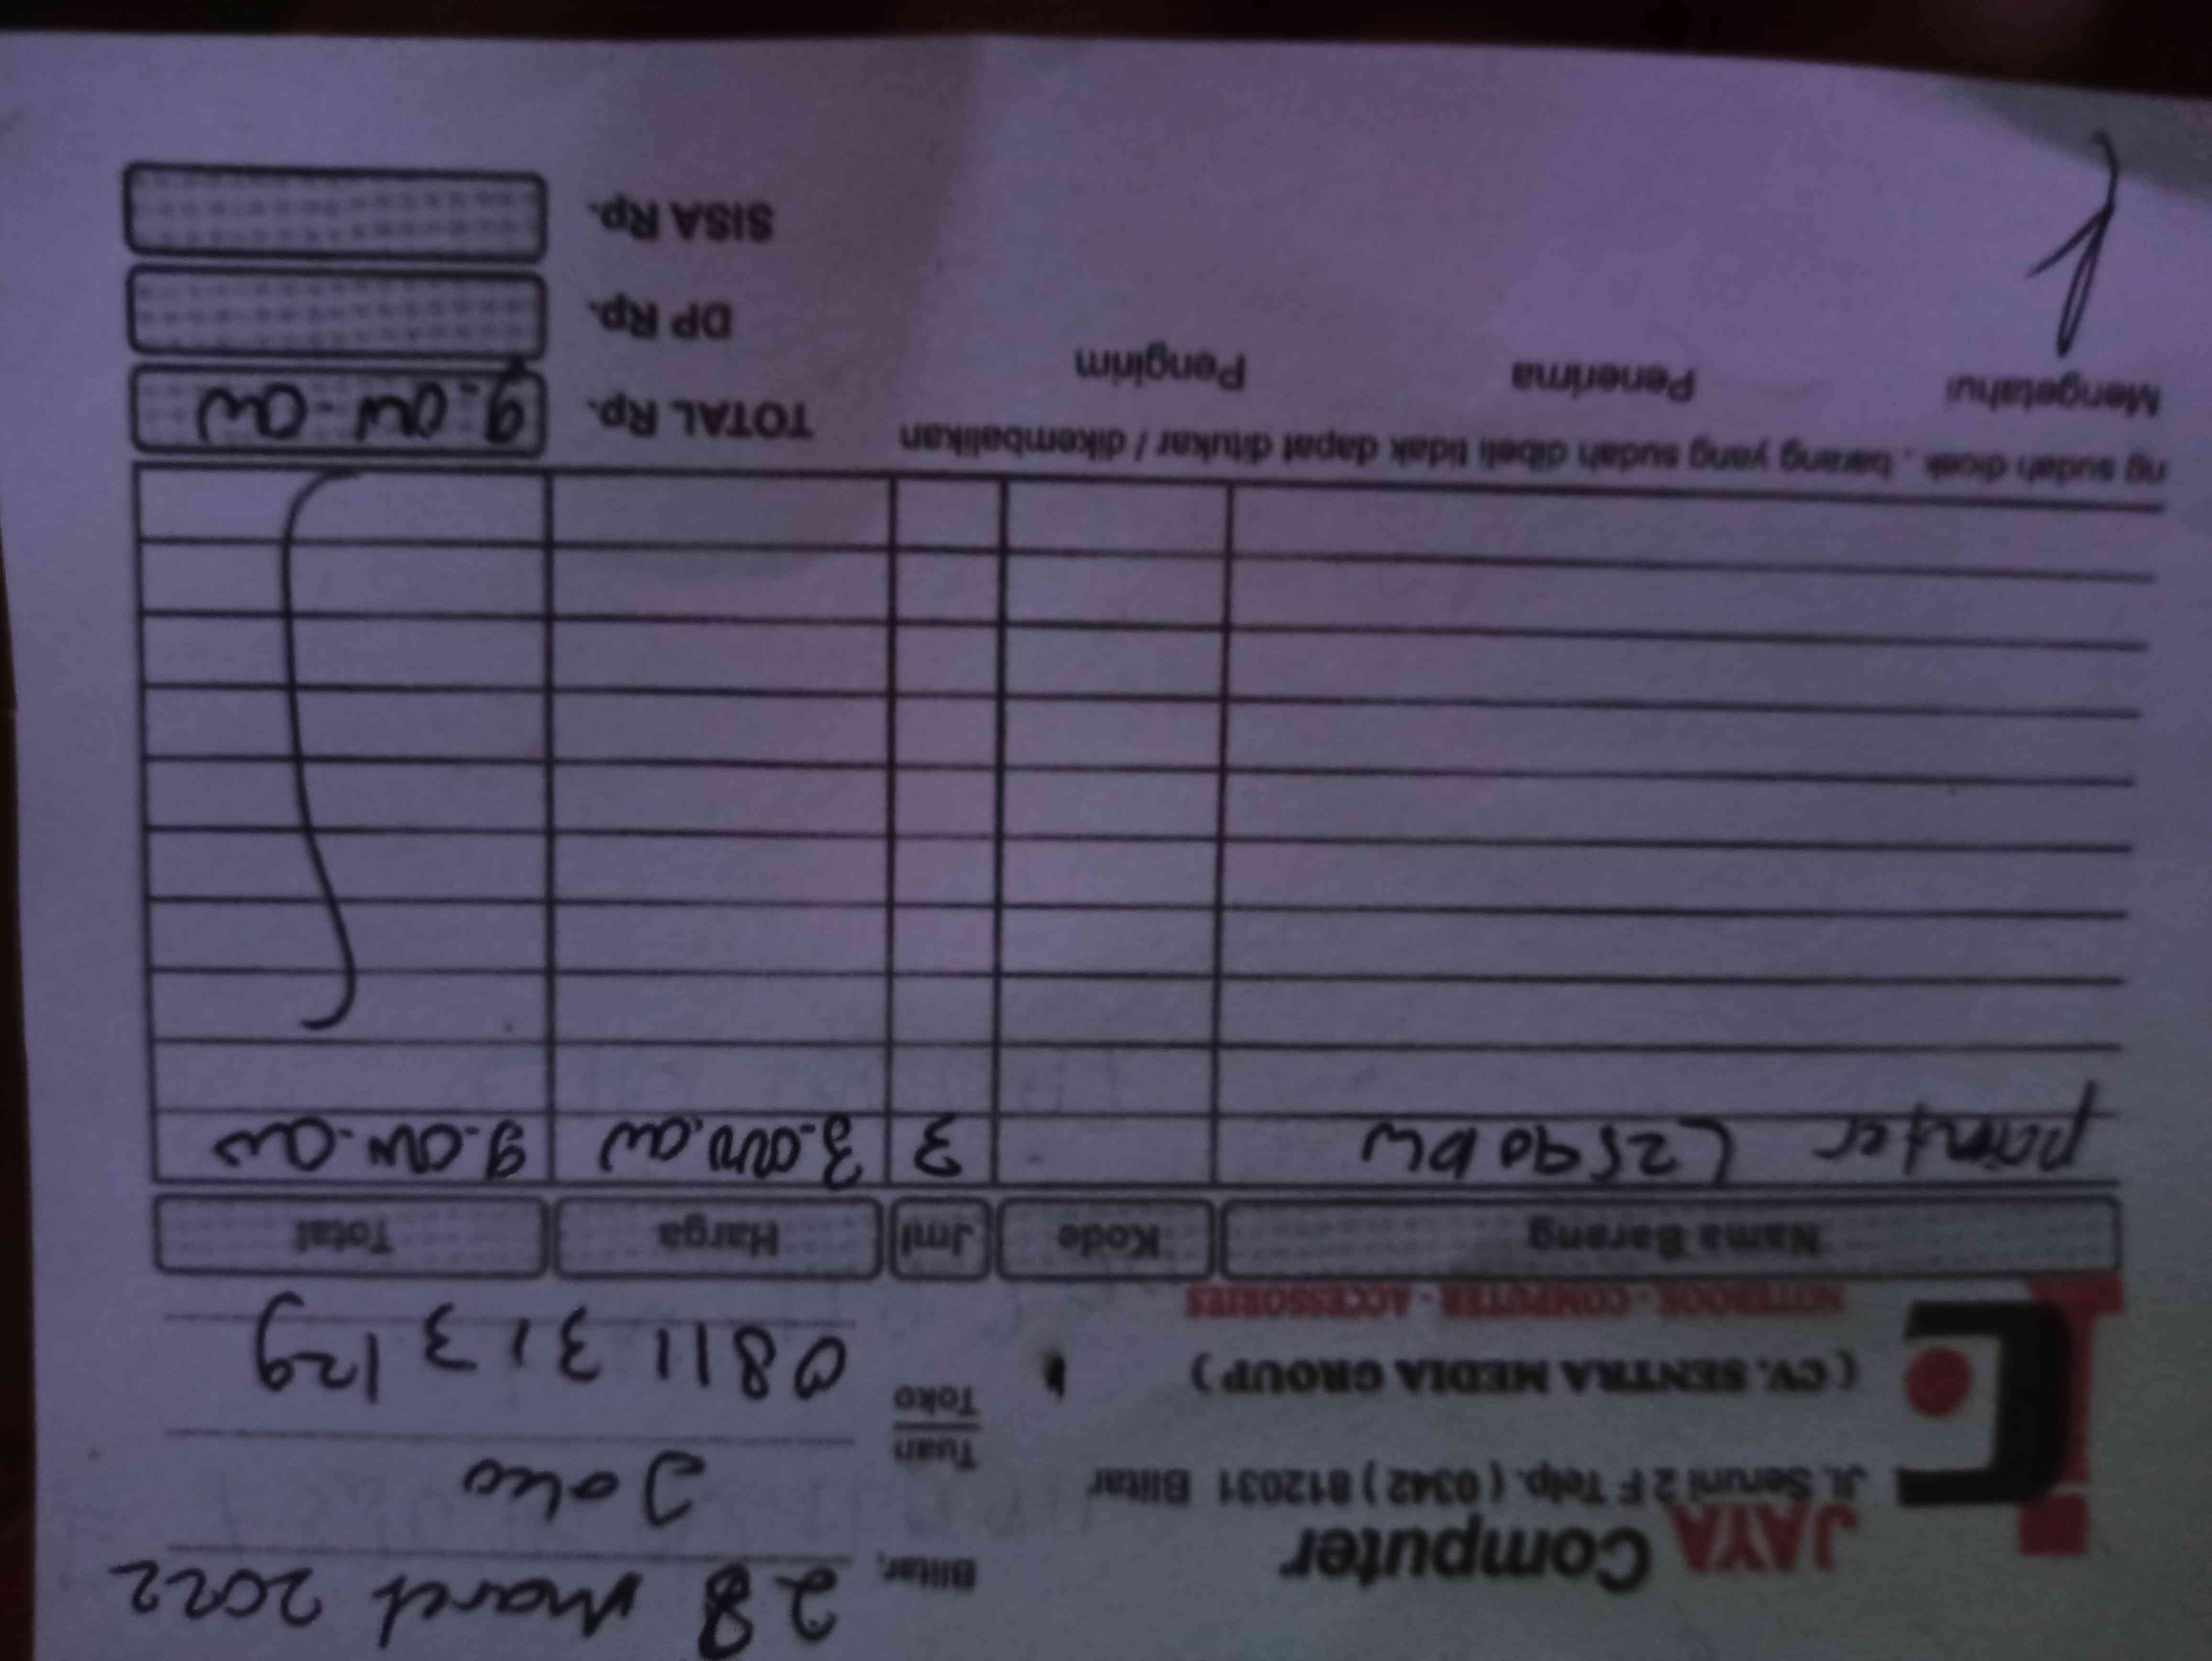 JAYA Computer
Jl. Seruni 2 F Telp. ( 0342 ) 812031 Blitar
( CV. SENTRA MEDIA GROUP )
NOTEBOOK - COMPUTER - ACCESSORIES
Blitar, 28 Maret 2022
Tuan
Toko
Joko
0811 313 129
Nama Barang Kode Jml Harga Total
printer L2540DW 3 3.000.000 9.000.000
ng sudah dicek, barang yang sudah dibeli tidak dapat ditukar / dikembalikan
Mengetahui Penerima Pengirim
TOTAL Rp. 9.000.000
DP Rp.
SISA Rp.